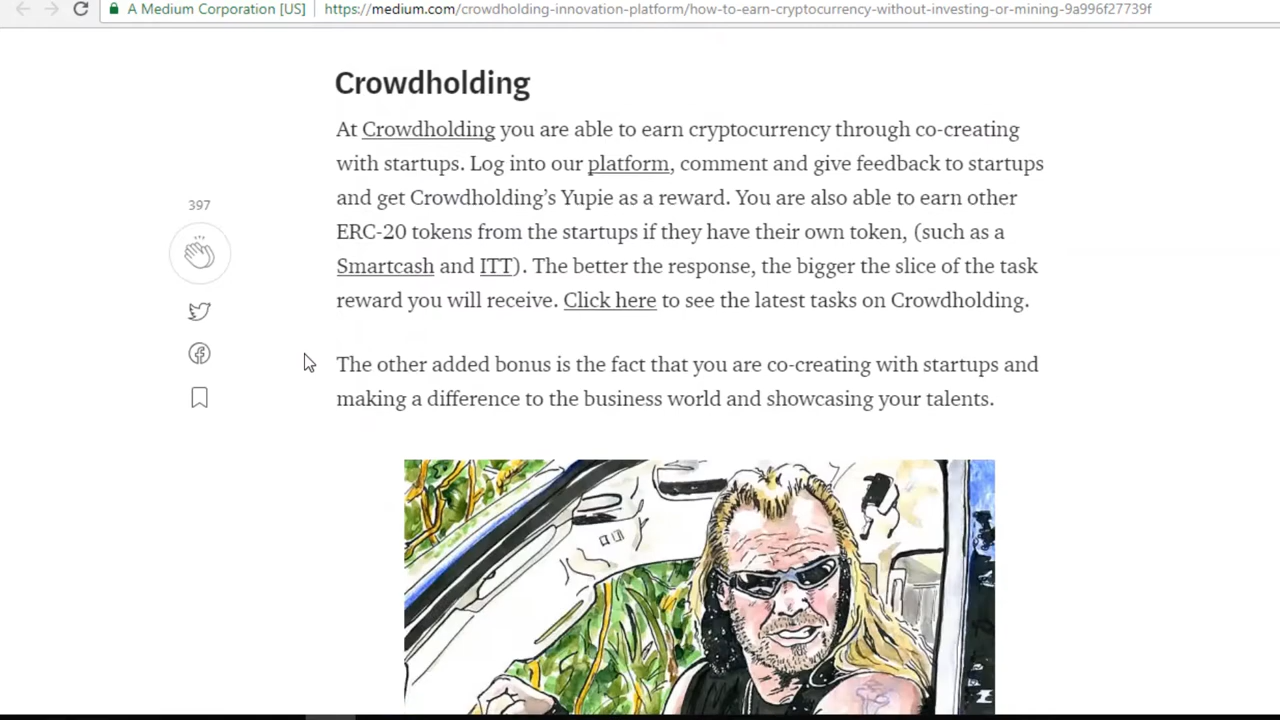 A Medium Corporation [US]
https://medium.com/crowdholding-innovation-platform/how-to-earn-cryptocurrency-without-investing-or-mining-9a996f27739f
Crowdholding
At Crowdholding you are able to earn cryptocurrency through co-creating
with startups. Log into our platform, comment and give feedback to startups
and get Crowdholding’s Yupie as a reward. You are also able to earn other
ERC-20 tokens from the startups if they have their own token, (such as a
Smartcash and ITT). The better the response, the bigger the slice of the task
reward you will receive. Click here to see the latest tasks on Crowdholding.
397
The other added bonus is the fact that you are co-creating with startups and
making a difference to the business world and showcasing your talents.